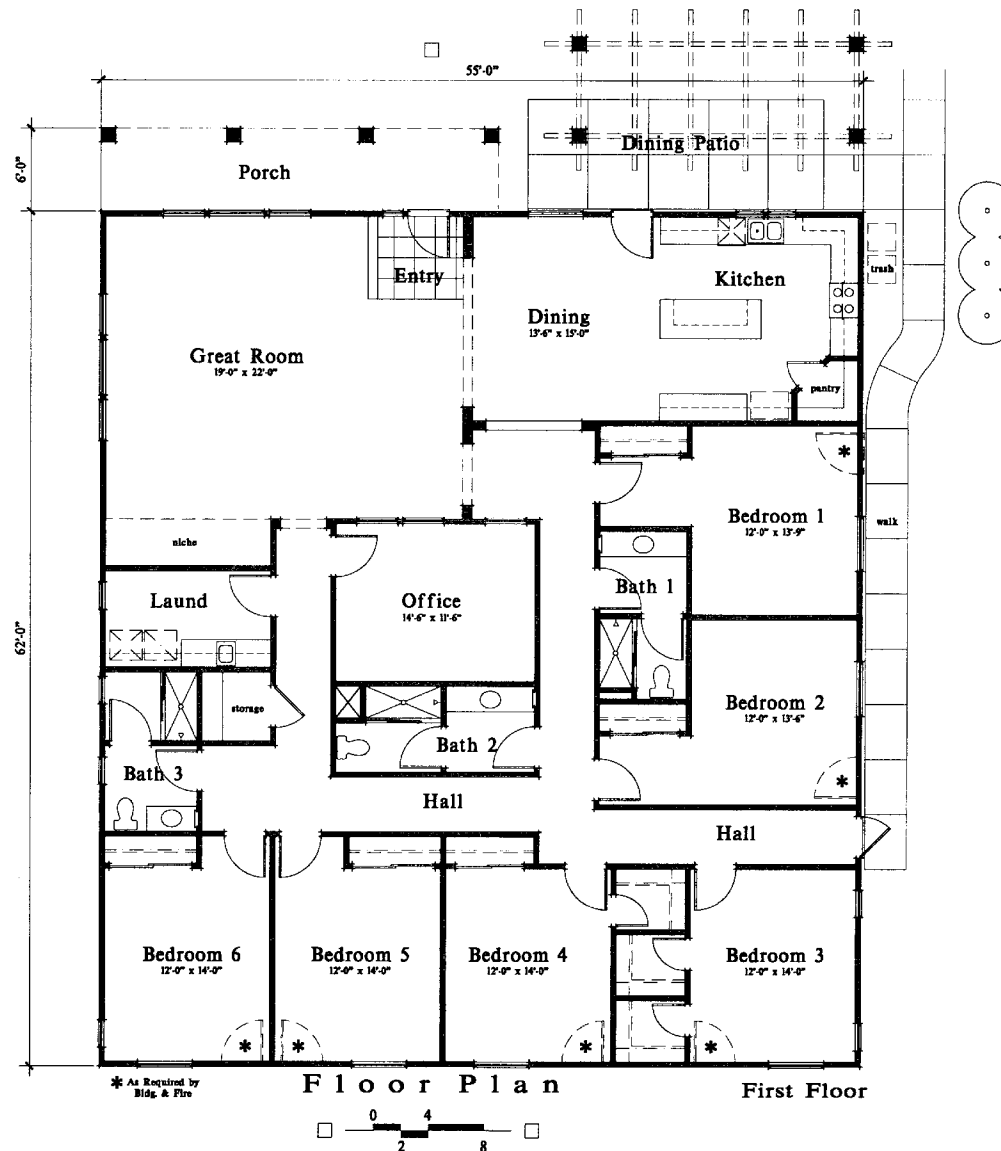 55'-0"
6'-0"
Porch
Dining Patio
Entry
Kitchen
trash
Dining
13'-6" x 15'-0"
Great Room
19'-0" x 22'-0"
pantry
*
Bedroom 1
12'-0" x 13'-9"
walk
niche
Bath 1
Laund
Office
14'-6" x 11'-6"
62'-0"
storage
Bedroom 2
12'-0" x 13'-6"
Bath 2
Bath 3
*
Hall
Hall
Bedroom 6
12'-0" x 14'-0"
Bedroom 5
12'-0" x 14'-0"
Bedroom 4
12'-0" x 14'-0"
Bedroom 3
12'-0" x 14'-0"
*
*
*
*
* As Required by
Bldg. & Fire
Floor Plan
First Floor
0 4
2 8